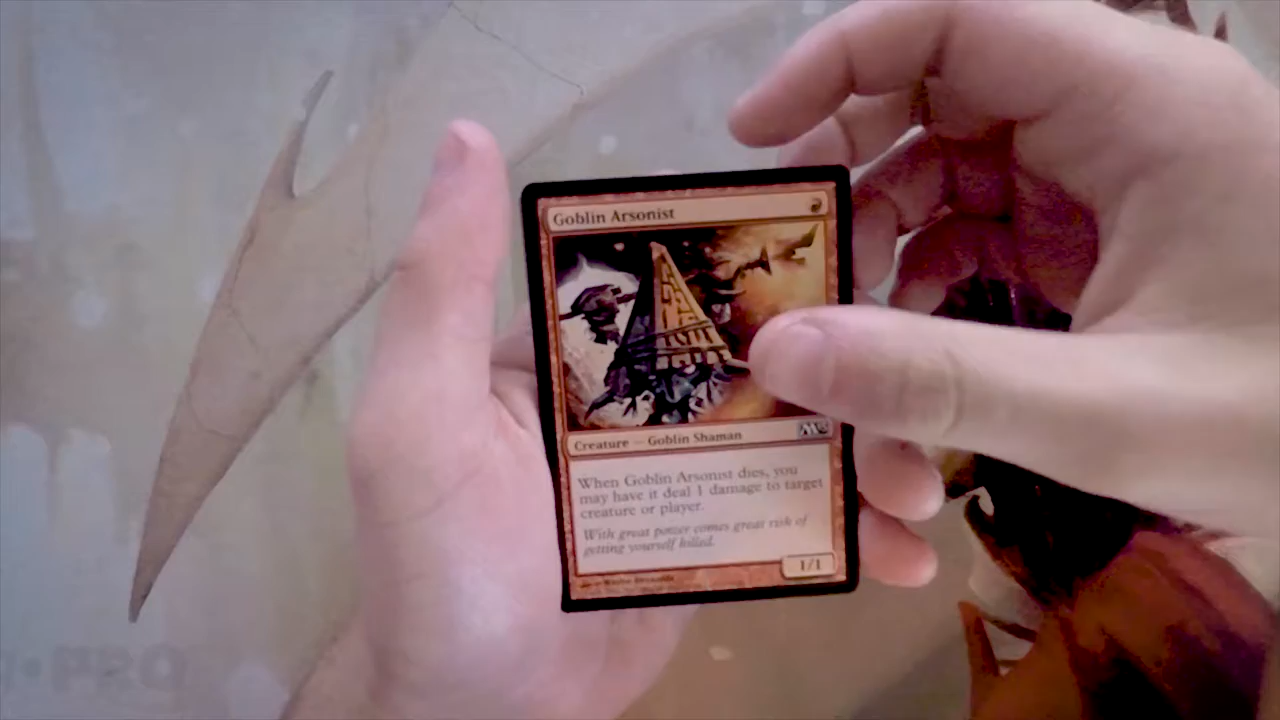 Goblin Arsonist
Creature — Goblin Shaman
When Goblin Arsonist dies, you
may have it deal 1 damage to target
creature or player.
With great power comes great risk of
getting yourself killed.
1/1
PRO